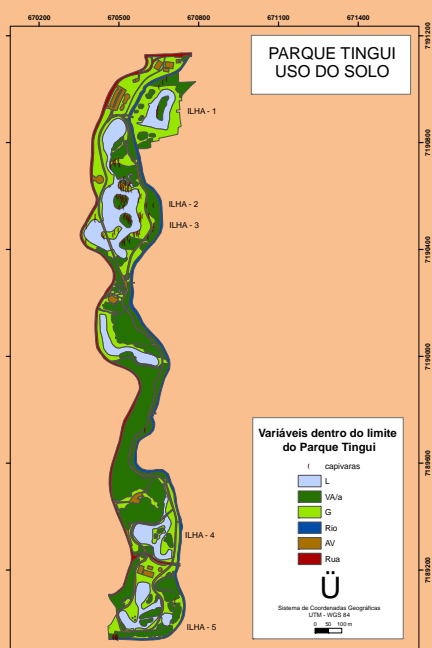 670200 670500 670800 671100 671400
PARQUE TINGUI
USO DO SOLO
7191200
ILHA - 1
7190800
ILHA - 2
ILHA - 3
7190400
7190000
Variáveis dentro do limite
do Parque Tingui
capivaras
L
VA/a
G
Rio
AV
Rua
7189600
ILHA - 4
Ü
7189200
Sistema de Coordenadas Geográficas
UTM - WGS 84
0 50 100 m
ILHA - 5